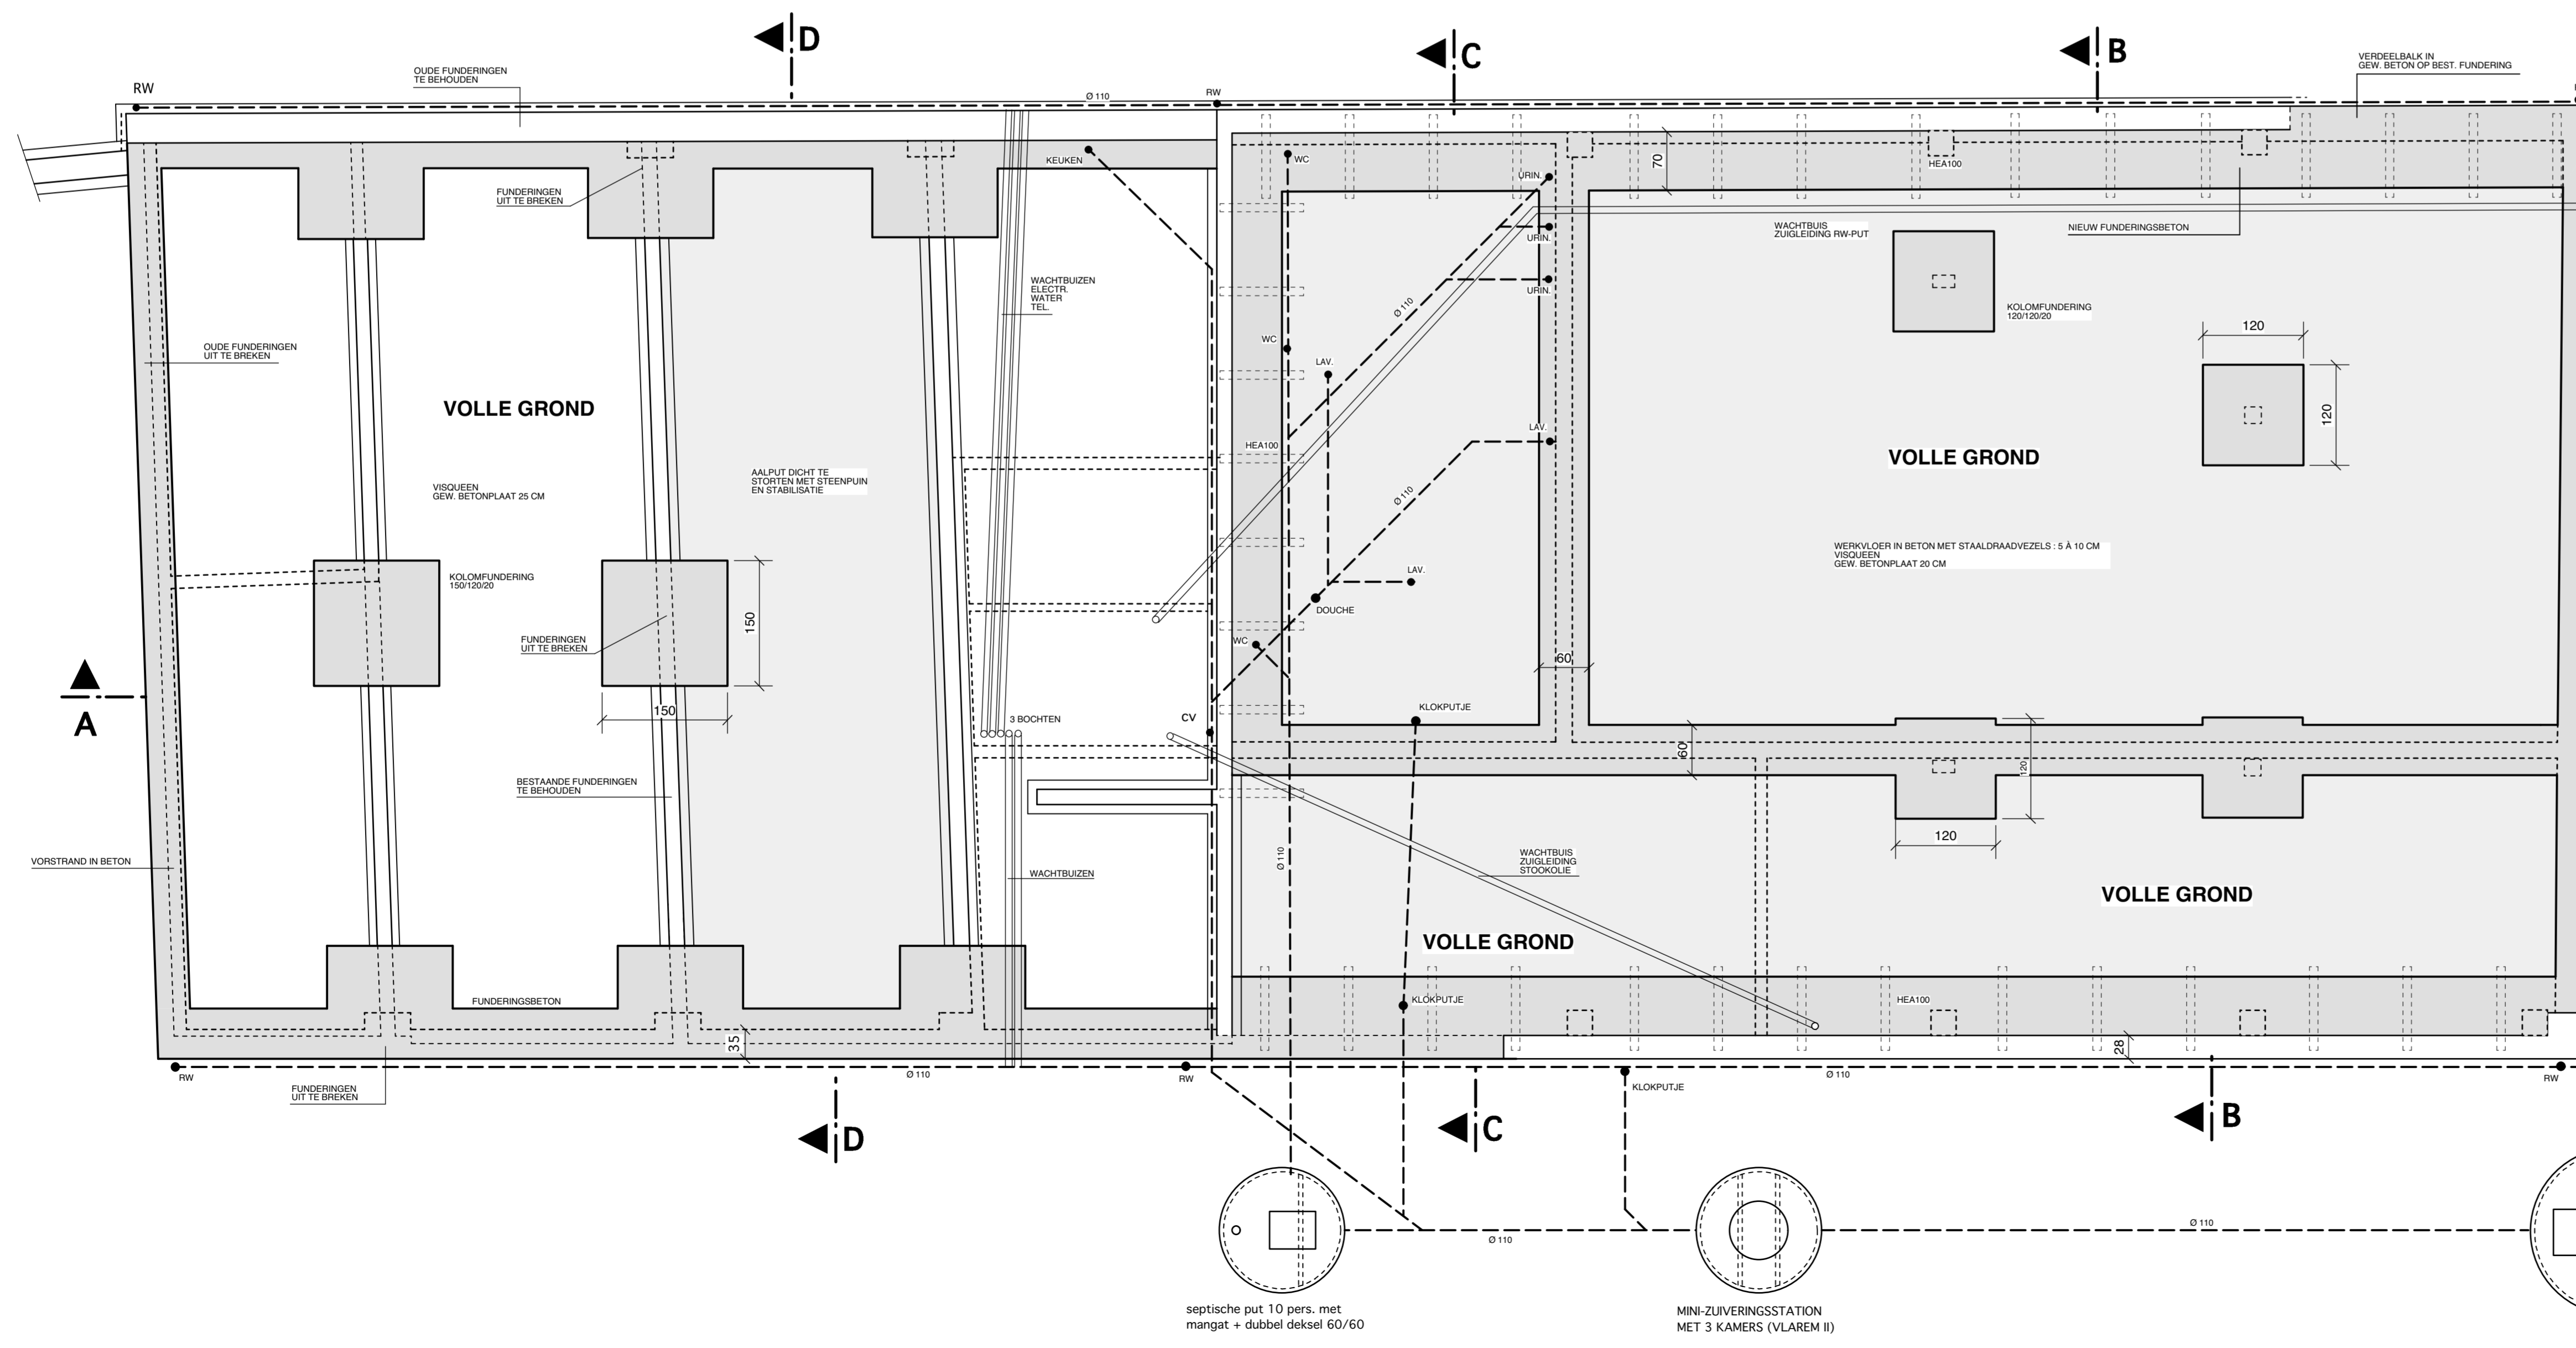 D
C
B
VERDEELBALK IN
GEW. BETON OP BEST. FUNDERING
OUDE FUNDERINGEN
TE BEHOUDEN
RW
Ø 110
RW
KEUKEN
WC
URIN.
70
HEA100
FUNDERINGEN
UIT TE BREKEN
URIN.
WACHTBUIS
ZUIGLEIDING RW-PUT
NIEUW FUNDERINGSBETON
WACHTBUIZEN
ELECTR.
WATER
TEL.
URIN.
Ø 110
KOLOMFUNDERING
120/120/20
120
OUDE FUNDERINGEN
UIT TE BREKEN
WC
LAV.
VOLLE GROND
120
LAV.
HEA100
VOLLE GROND
AALPUT DICHT TE
STORTEN MET STEENPUIN
EN STABILISATIE
VISQUEEN
GEW. BETONPLAAT 25 CM
Ø 110
WERKVLOER IN BETON MET STAALDRAADVEZELS : 5 À 10 CM
VISQUEEN
GEW. BETONPLAAT 20 CM
KOLOMFUNDERING
150/120/20
LAV.
DOUCHE
150
FUNDERINGEN
UIT TE BREKEN
WC
60
A
150
3 BOCHTEN
CV
KLOKPUTJE
60
120
BESTAANDE FUNDERINGEN
TE BEHOUDEN
120
VORSTRAND IN BETON
WACHTBUIZEN
Ø 110
WACHTBUIS
ZUIGLEIDING
STOOKOLIE
VOLLE GROND
VOLLE GROND
FUNDERINGSBETON
KLOKPUTJE
HEA100
35
28
RW
Ø 110
RW
Ø 110
RW
FUNDERINGEN
UIT TE BREKEN
KLOKPUTJE
D
C
B
Ø 110
Ø 110
septische put 10 pers. met
mangat + dubbel deksel 60/60
MINI-ZUIVERINGSSTATION
MET 3 KAMERS (VLAREM II)